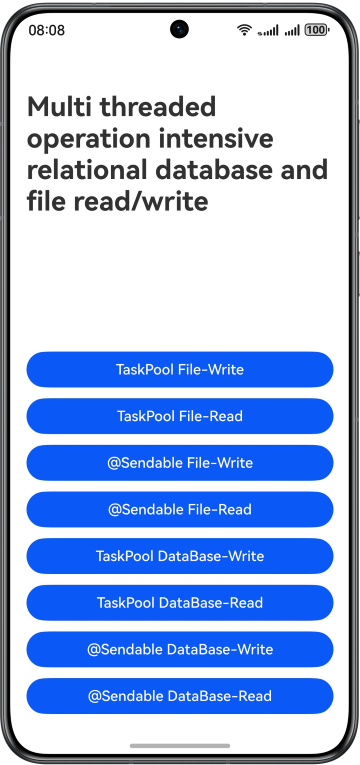 08:08
100
Multi threaded
operation intensive
relational database and
file read/write
TaskPool File-Write
TaskPool File-Read
@Sendable File-Write
@Sendable File-Read
TaskPool DataBase-Write
TaskPool DataBase-Read
@Sendable DataBase-Write
@Sendable DataBase-Read